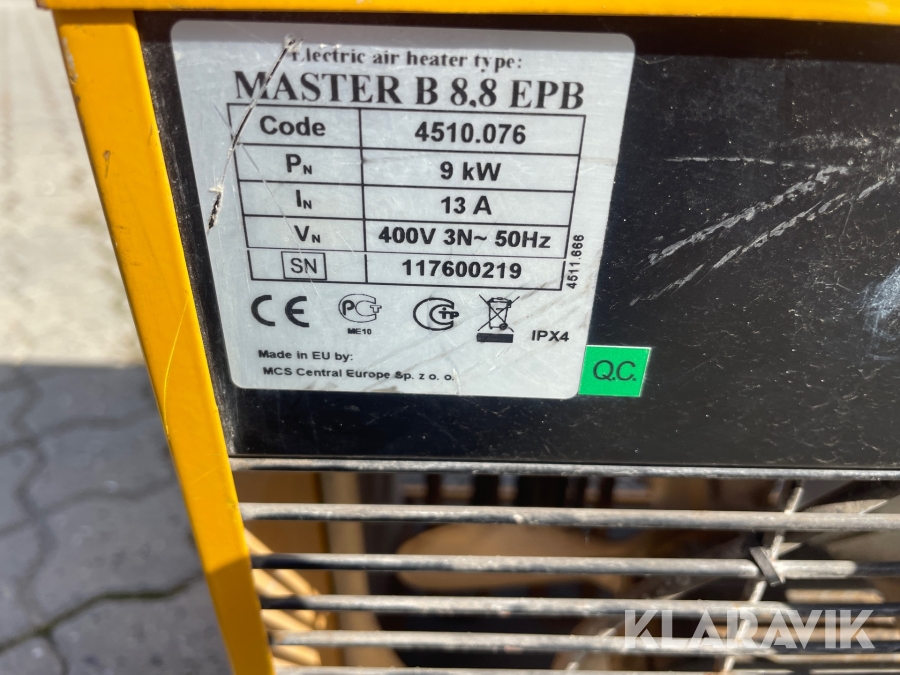 Electric air heater type:
MASTER B 8,8 EPB
Code 4510.076
PN 9 kW
IN 13 A
VN 400V 3N~ 50Hz
SN 117600219
4511.666
CE
PCT
ME10
IPX4
Made in EU by:
MCS Central Europe Sp. z o. o.
Q.C.
KLARAVIK